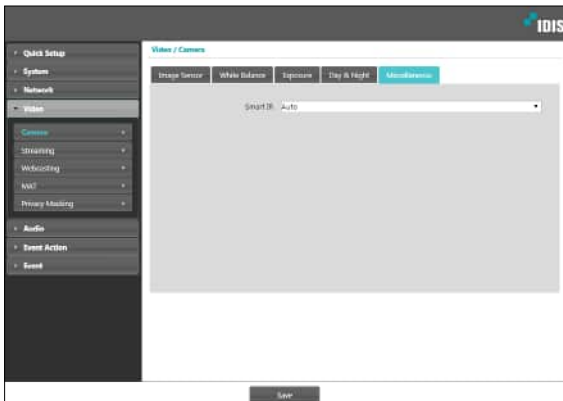 IDIS
Quick Setup
System
Network
Video
Camera
Streaming
Webcasting
MAT
Privacy Masking
Audio
Event Action
Event
Video / Camera
Image Sensor
White Balance
Exposure
Day & Night
Miscellaneous
Smart IR Auto
Save